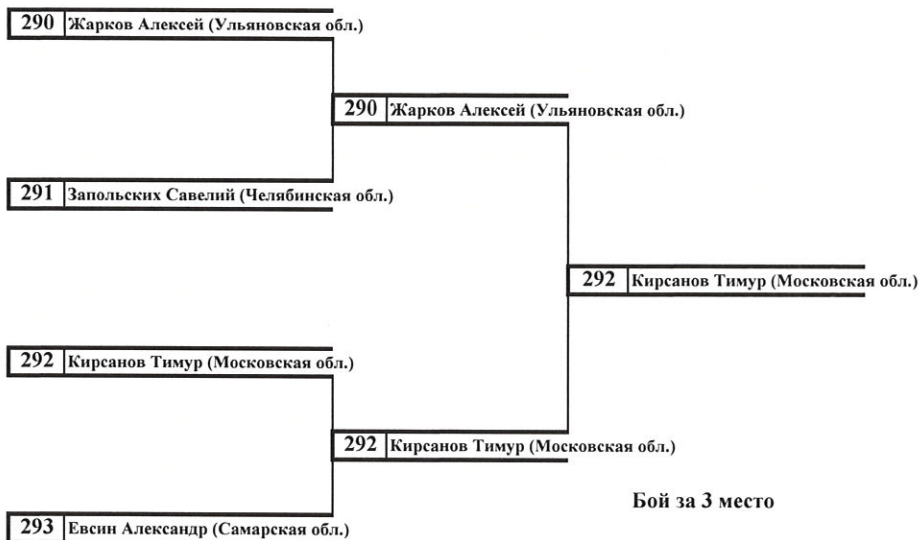 290 Жарков Алексей (Ульяновская обл.)
290 Жарков Алексей (Ульяновская обл.)
291 Запольских Савелий (Челябинская обл.)
292 Кирсанов Тимур (Московская обл.)
292 Кирсанов Тимур (Московская обл.)
292 Кирсанов Тимур (Московская обл.)
Бой за 3 место
293 Евсин Александр (Самарская обл.)